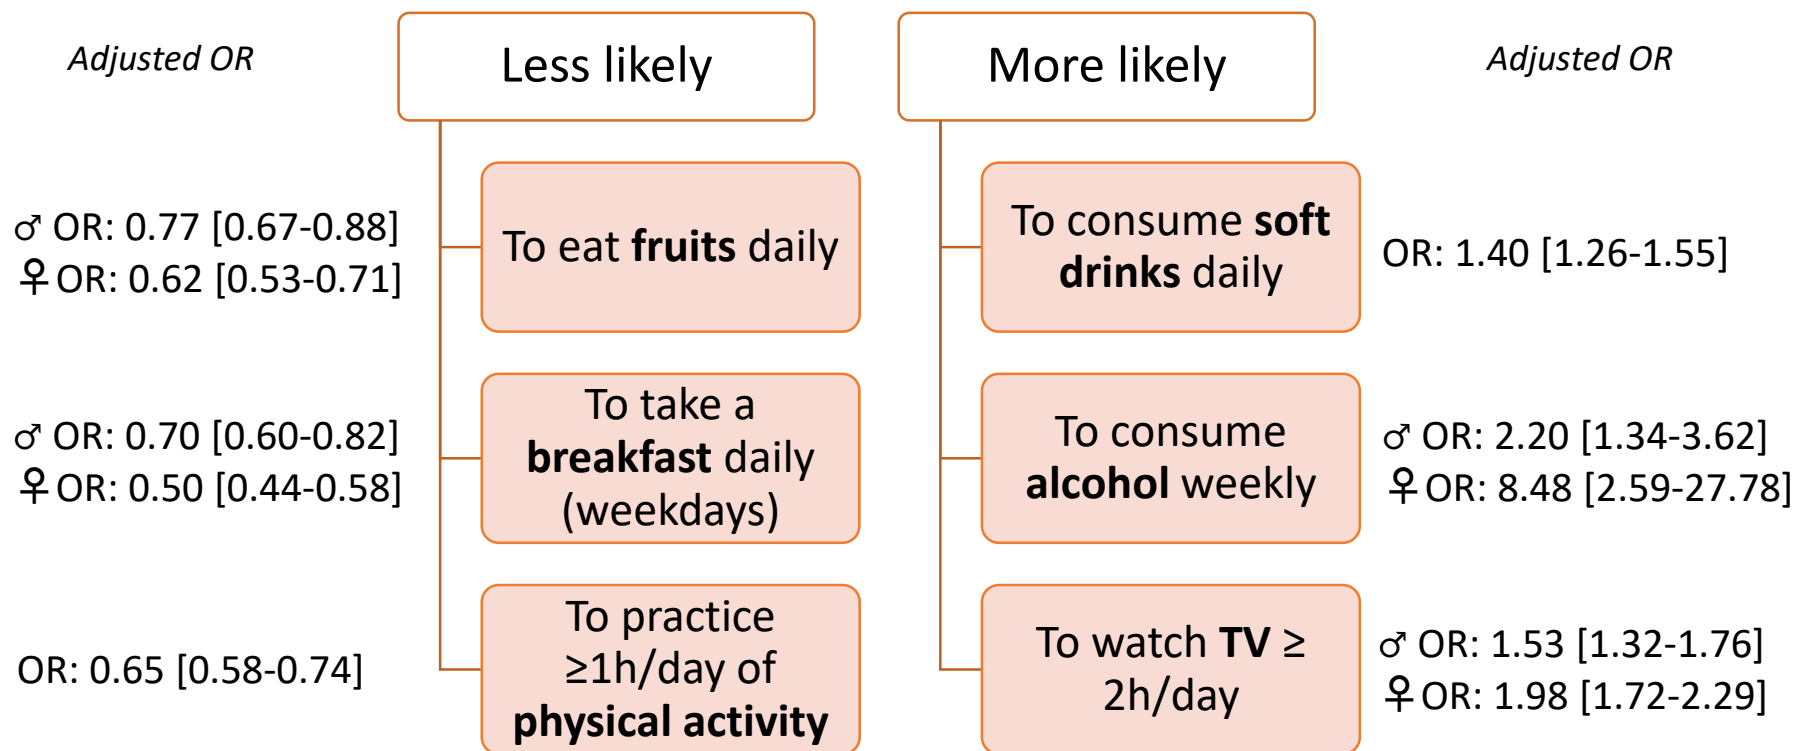 Adjusted OR
Less likely
♂ OR: 0.77 [0.67-0.88]
♀ OR: 0.62 [0.53-0.71]
To eat fruits daily
♂ OR: 0.70 [0.60-0.82]
♀ OR: 0.50 [0.44-0.58]
To take a
breakfast daily
(weekdays)
OR: 0.65 [0.58-0.74]
To practice
≥1h/day of
physical activity
More likely
Adjusted OR
To consume soft
drinks daily
OR: 1.40 [1.26-1.55]
To consume
alcohol weekly
♂ OR: 2.20 [1.34-3.62]
♀ OR: 8.48 [2.59-27.78]
To watch TV ≥
2h/day
♂ OR: 1.53 [1.32-1.76]
♀ OR: 1.98 [1.72-2.29]